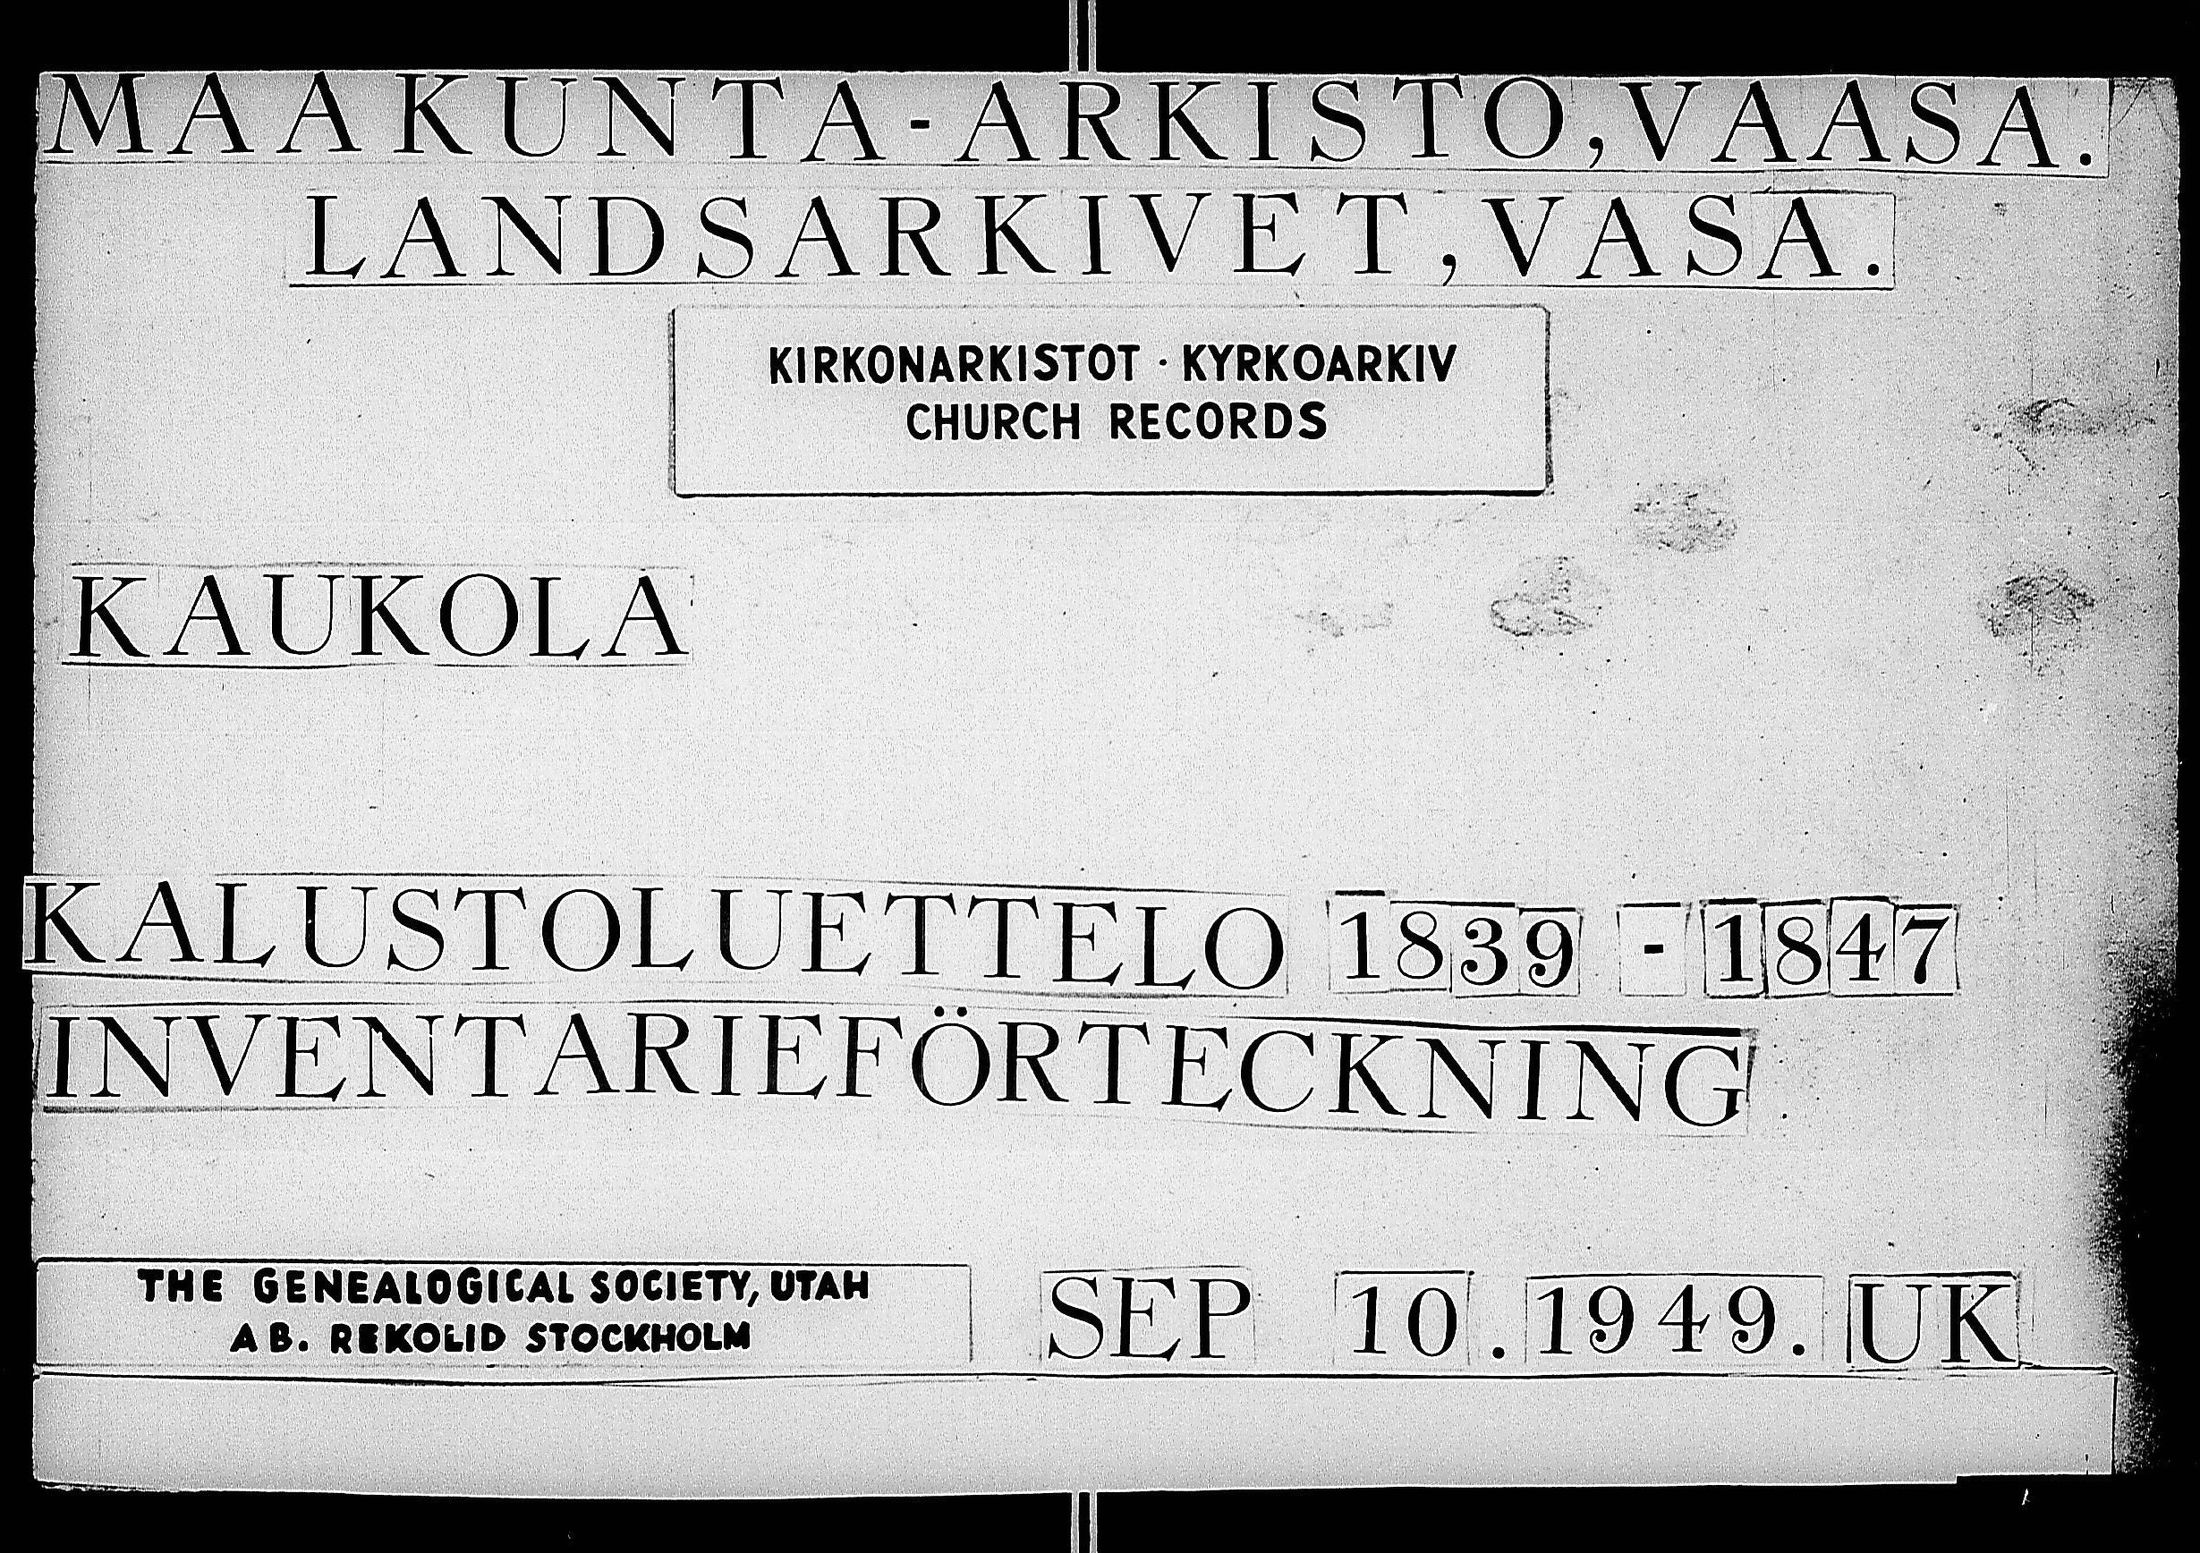 MAAKUNTA-ARKISTO, VAASA.
LANDSARKIVET, VASA.
KIRKONARKISTOT · KYRKOARKIV
CHURCH RECORDS
KAUKOLA
KALUSTOLUETTELO 1839 - 1847
INVENTARIEFÖRTECKNING
THE GENEALOGICAL SOCIETY, UTAH
AB. REKOLID STOCKHOLM
SEP 10. 1949. UK